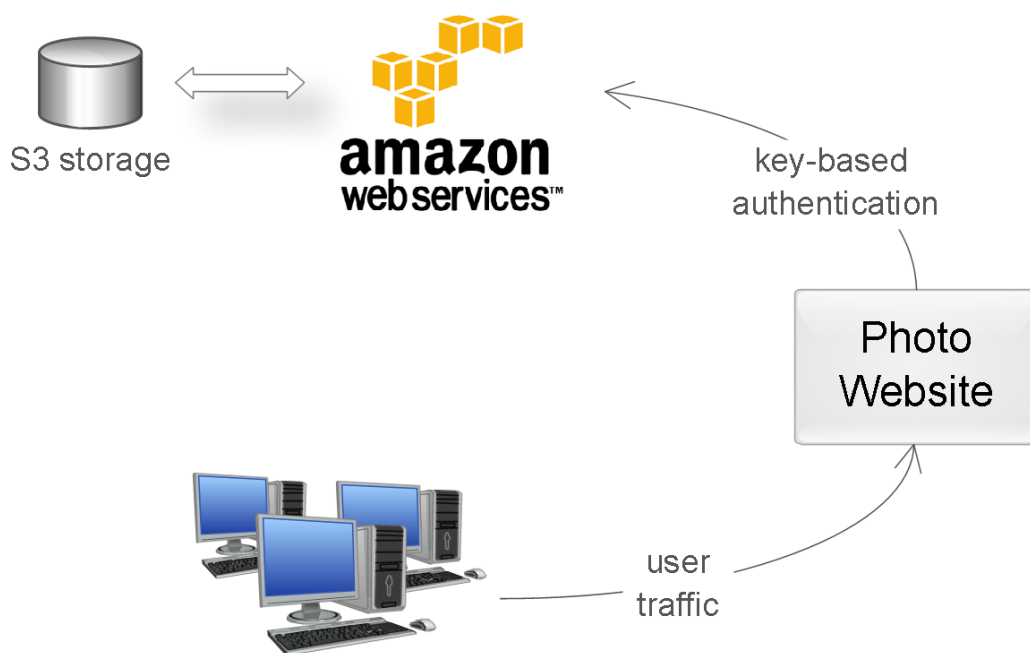 S3 storage
amazon
webservices™
key-based
authentication
Photo
Website
user
traffic